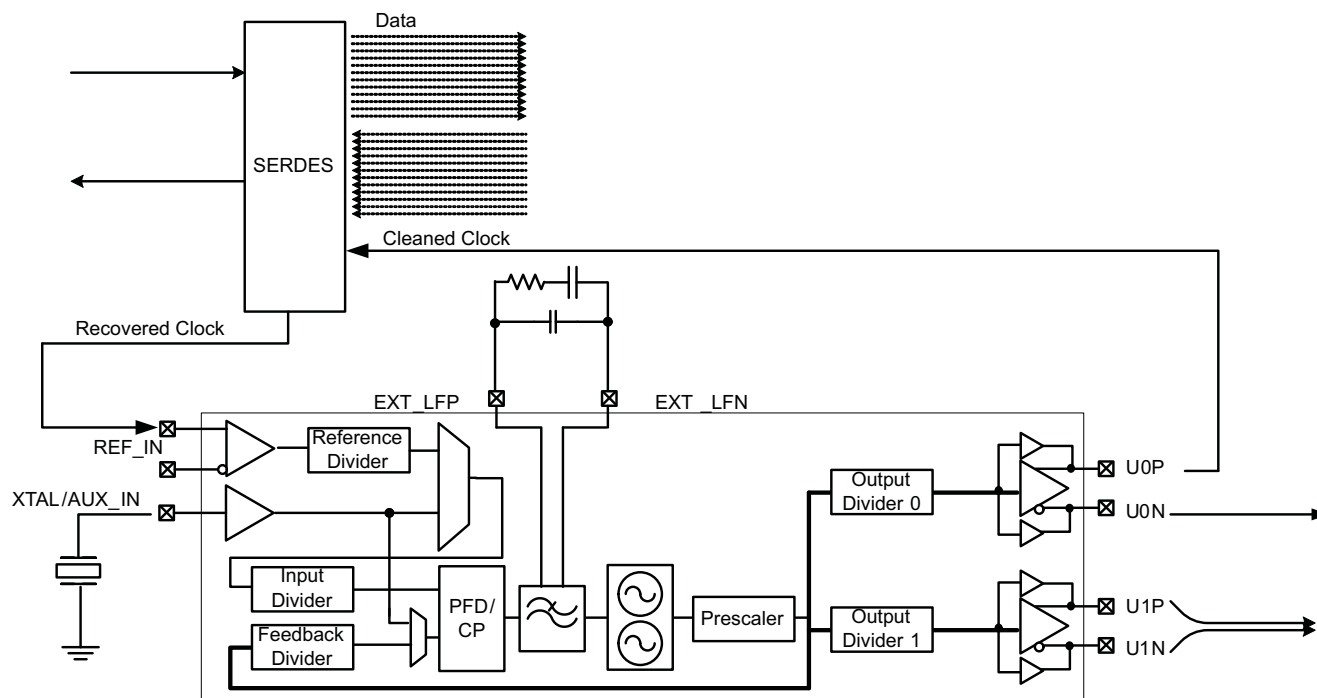 Data
SERDES
Cleaned Clock
Recovered Clock
EXT_LFP
EXT _LFN
REF_IN
Reference
Divider
XTAL/AUX_IN
Output
Divider 0
U0P
U0N
Input
Divider
PFD/
CP
Feedback
Divider
Prescaler
Output
Divider 1
U1P
U1N